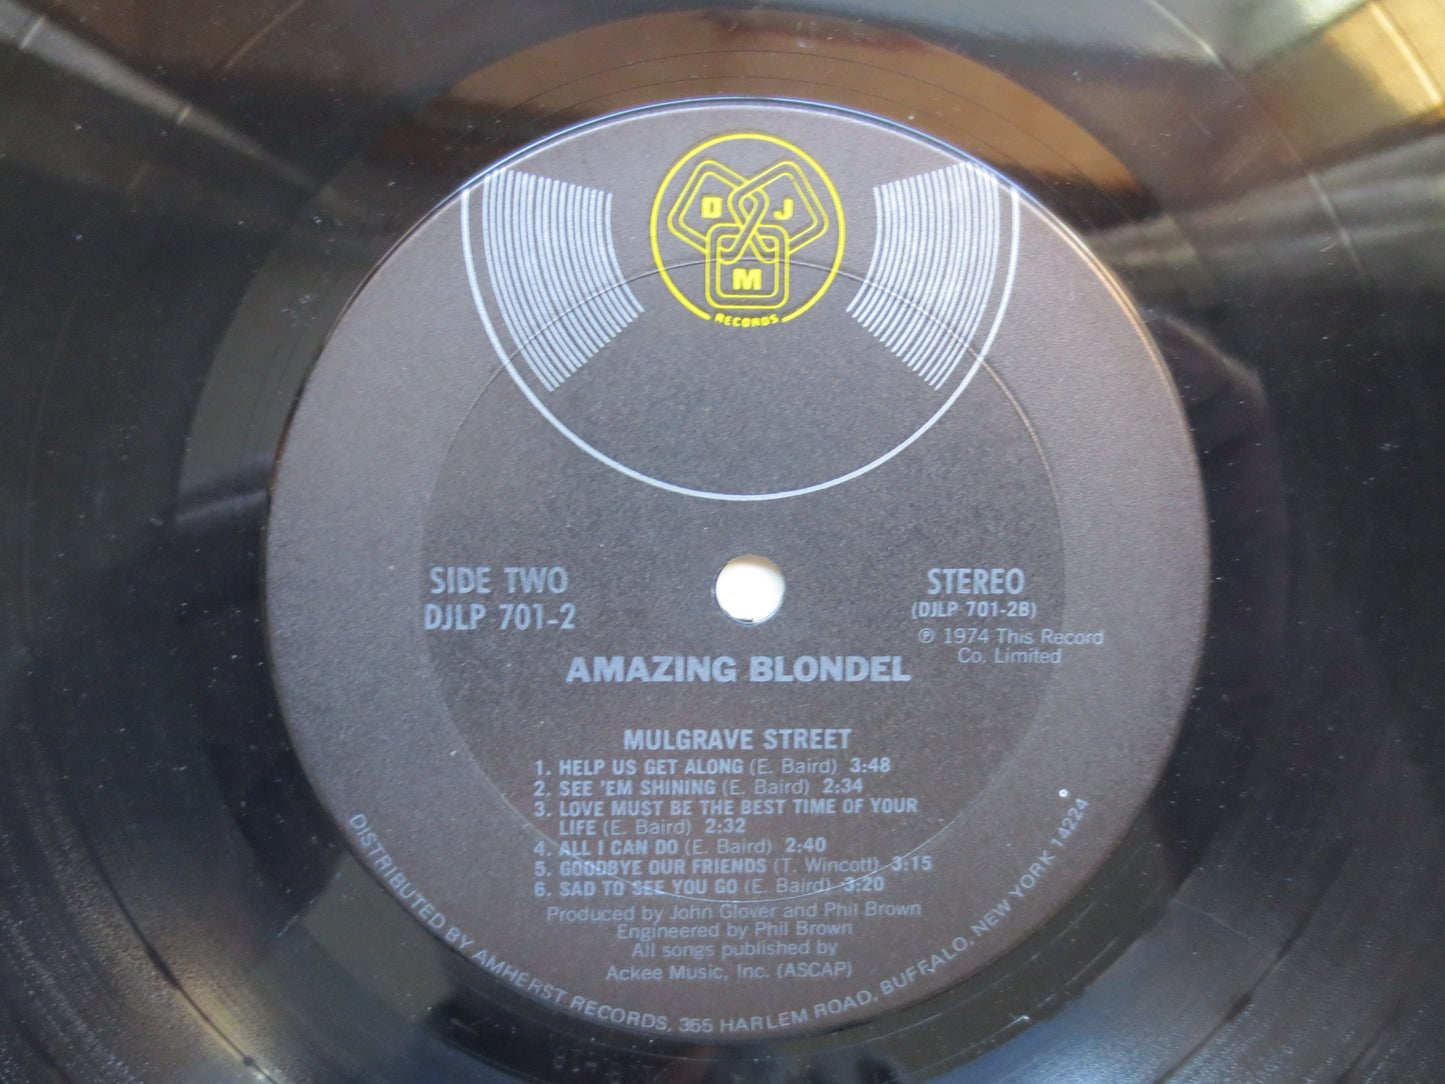 D J
M
RECORDS
SIDE TWO
DJLP 701-2
STEREO
(DJLP 701-2B)
℗ 1974 This Record
Co. Limited
AMAZING BLONDEL
MULGRAVE STREET
1. HELP US GET ALONG (E. Baird) 3:48
2. SEE 'EM SHINING (E. Baird) 2:34
3. LOVE MUST BE THE BEST TIME OF YOUR
LIFE (E. Baird) 2:32
4. ALL I CAN DO (E. Baird) 2:40
5. GOODBYE OUR FRIENDS (T. Wincott) 3:15
6. SAD TO SEE YOU GO (E. Baird) 3:20
Produced by John Glover and Phil Brown
Engineered by Phil Brown
All songs published by
Ackee Music, Inc. (ASCAP)
DISTRIBUTED BY AMHERST RECORDS, 355 HARLEM ROAD, BUFFALO, NEW YORK 14224